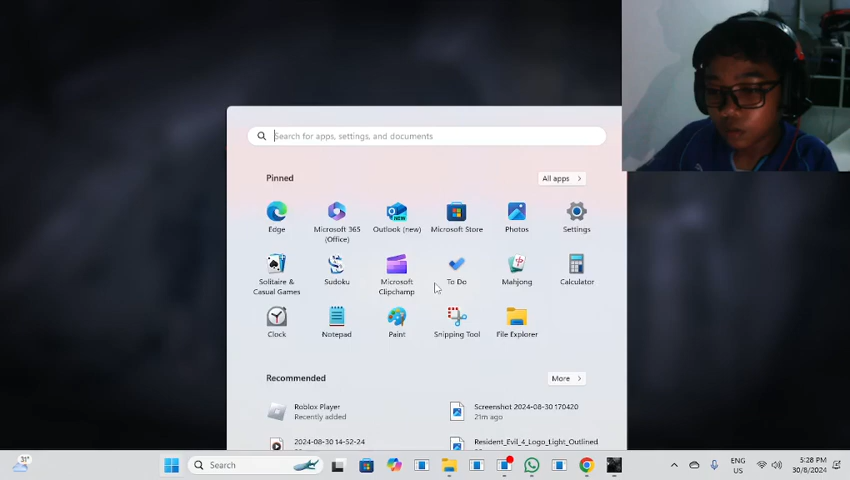 Search for apps, settings, and documents
Pinned
All apps
Edge
Microsoft 365
(Office)
Outlook (new)
Microsoft Store
Photos
Settings
Solitaire &
Casual Games
Sudoku
Microsoft
Clipchamp
To Do
Mahjong
Calculator
Clock
Notepad
Paint
Snipping Tool
File Explorer
Recommended
More
Roblox Player
Recently added
Screenshot 2024-08-30 170420
21m ago
2024-08-30 14-52-24
Resident_Evil_4_Logo_Light_Outlined
31°
Search
ENG
US
5:28 PM
30/8/2024